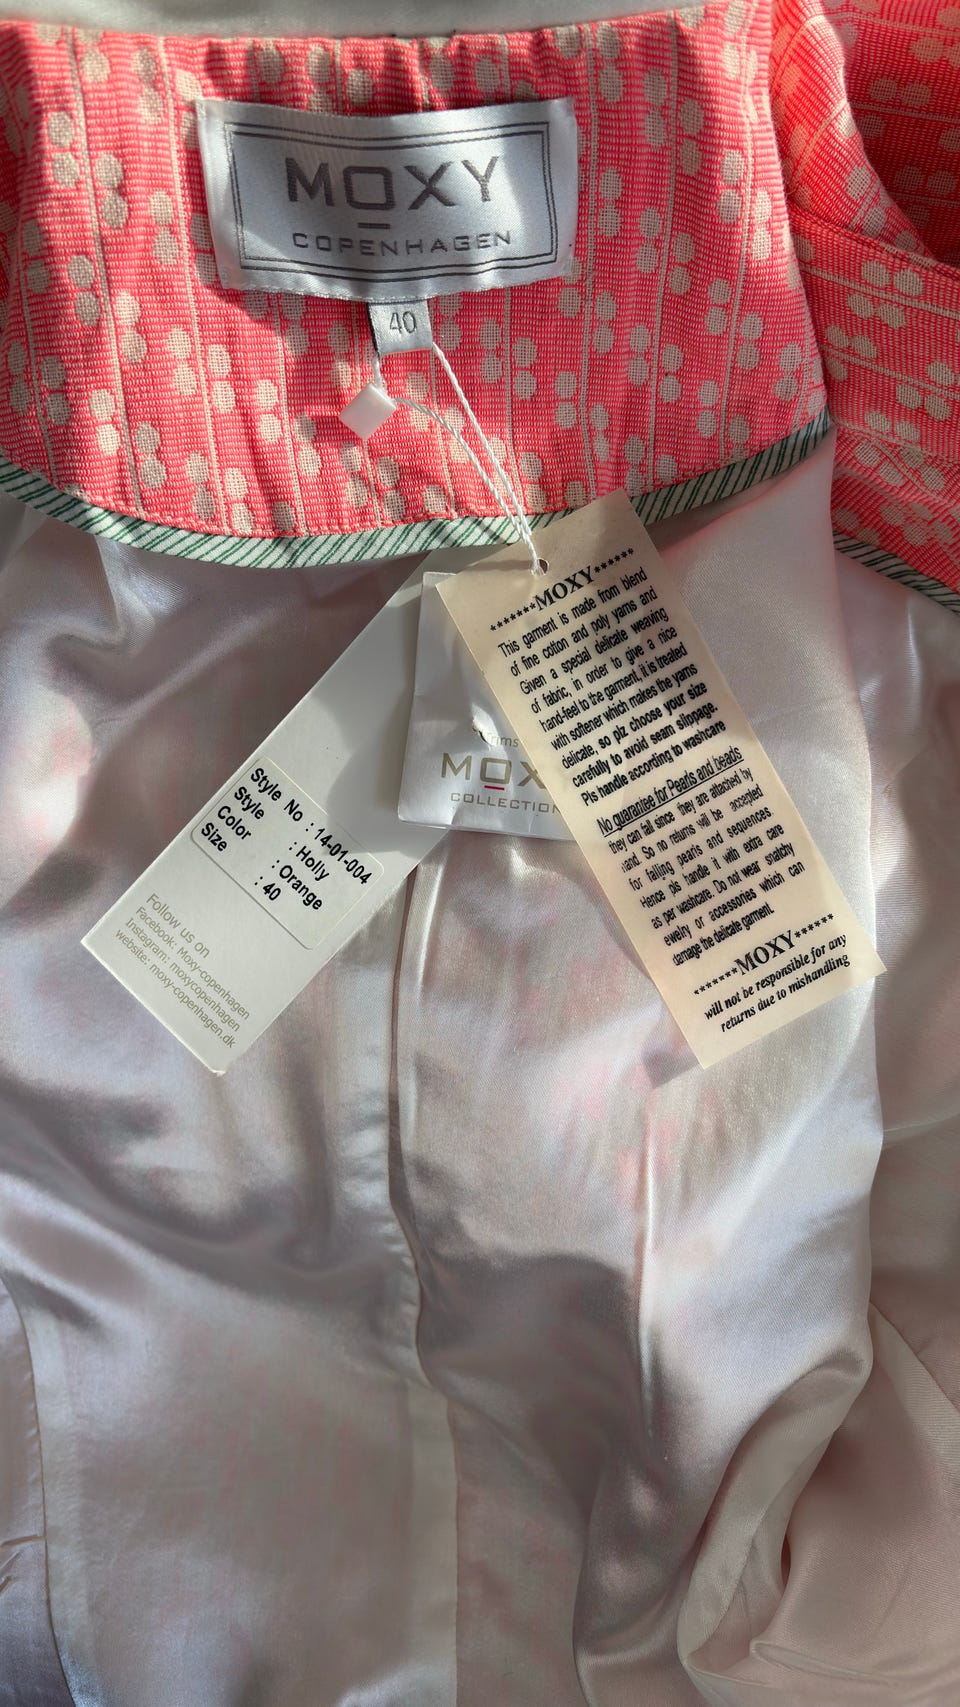 MOXY
COPENHAGEN
40
*******MOXY******
This garment is made from blend
of fine cotton and poly yarns and
Given a special delicate weaving
of fabric, in order to give a nice
hand-feel to the garment, it is treated
with softener which makes the yarns
delicate, so plz choose your size
carefully to avoid seam slippage.
Pls handle according to washcare
No guarantee for Pearls and beads
they can fall since they are attached by
hand. So no returns will be accepted
for falling pearls and sequences.
Hence pls handle it with extra care
as per washcare. Do not wear snatchy
ewelry or accessories which can
damage the delicate garment.
*******MOXY******
will not be responsible for any
returns due to mishandling
rims
MOX
COLLECTION
Style No : 14-01-004
Style : Holly
Color : Orange
Size : 40
Follow us on
Facebook: Moxy-copenhagen
Instagram: moxycopenhagen
website: moxy-copenhagen.dk